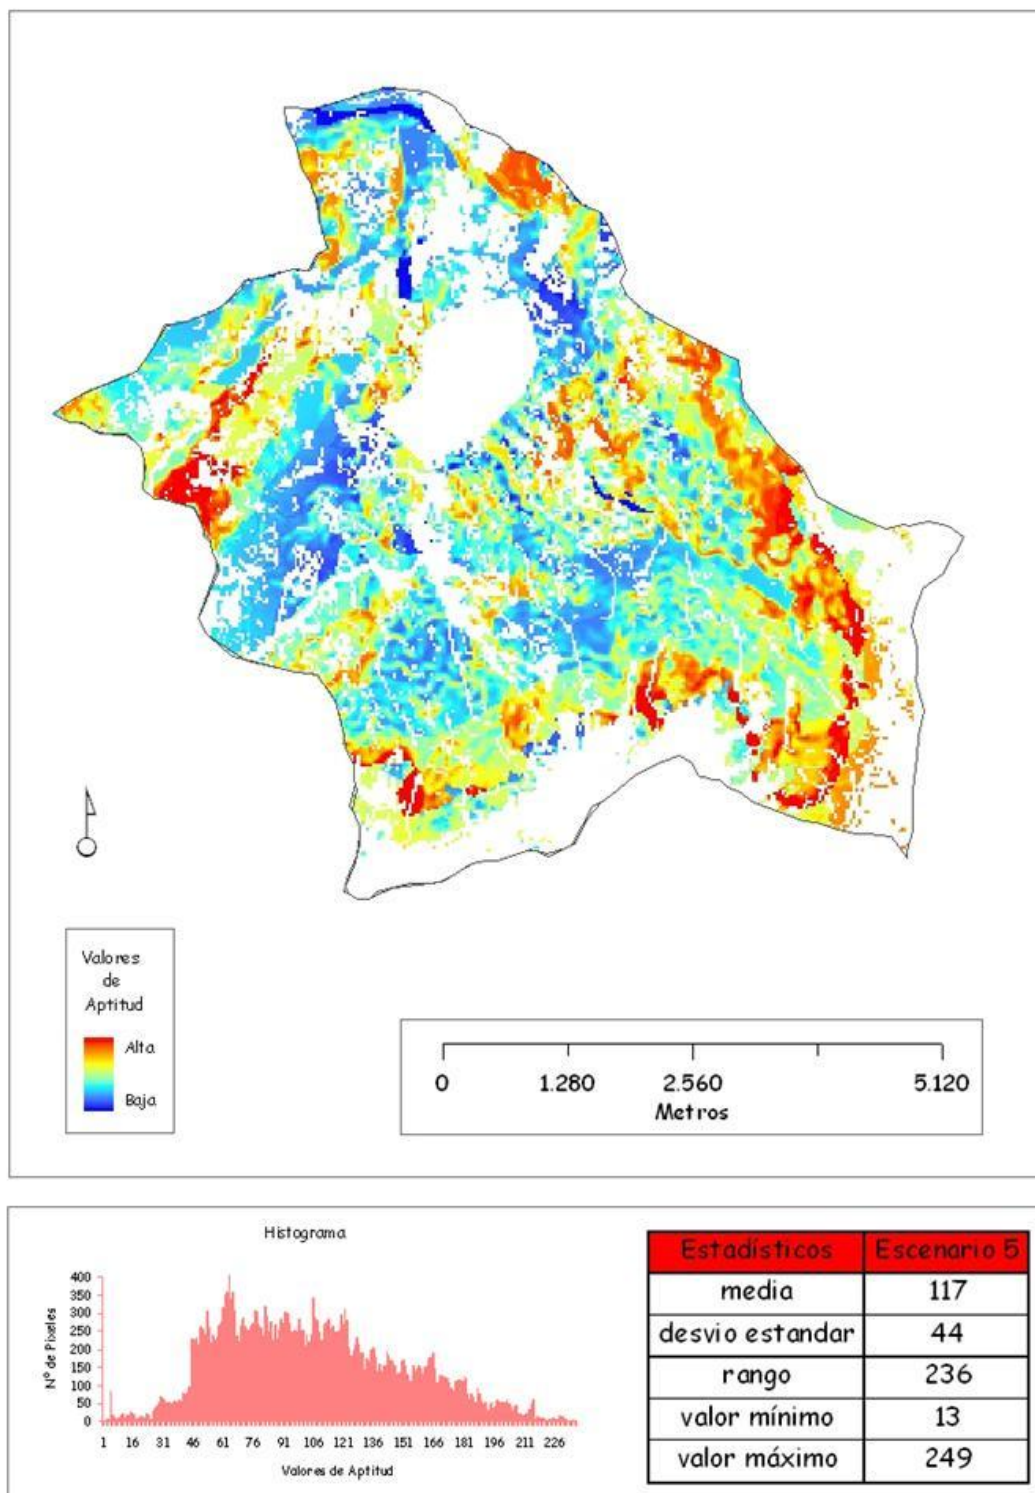 Valores
de
Aptitud
Alta
Baja
0 1.280 2.560 5.120
Metros
Histograma
Nº de Pixeles
400
350
300
250
200
150
100
50
0
1 16 31 46 61 76 91 106 121 136 151 166 181 196 211 226
Valores de Aptitud
Estadísticos Escenario 5
media 117
desvio estandar 44
rango 236
valor mínimo 13
valor máximo 249